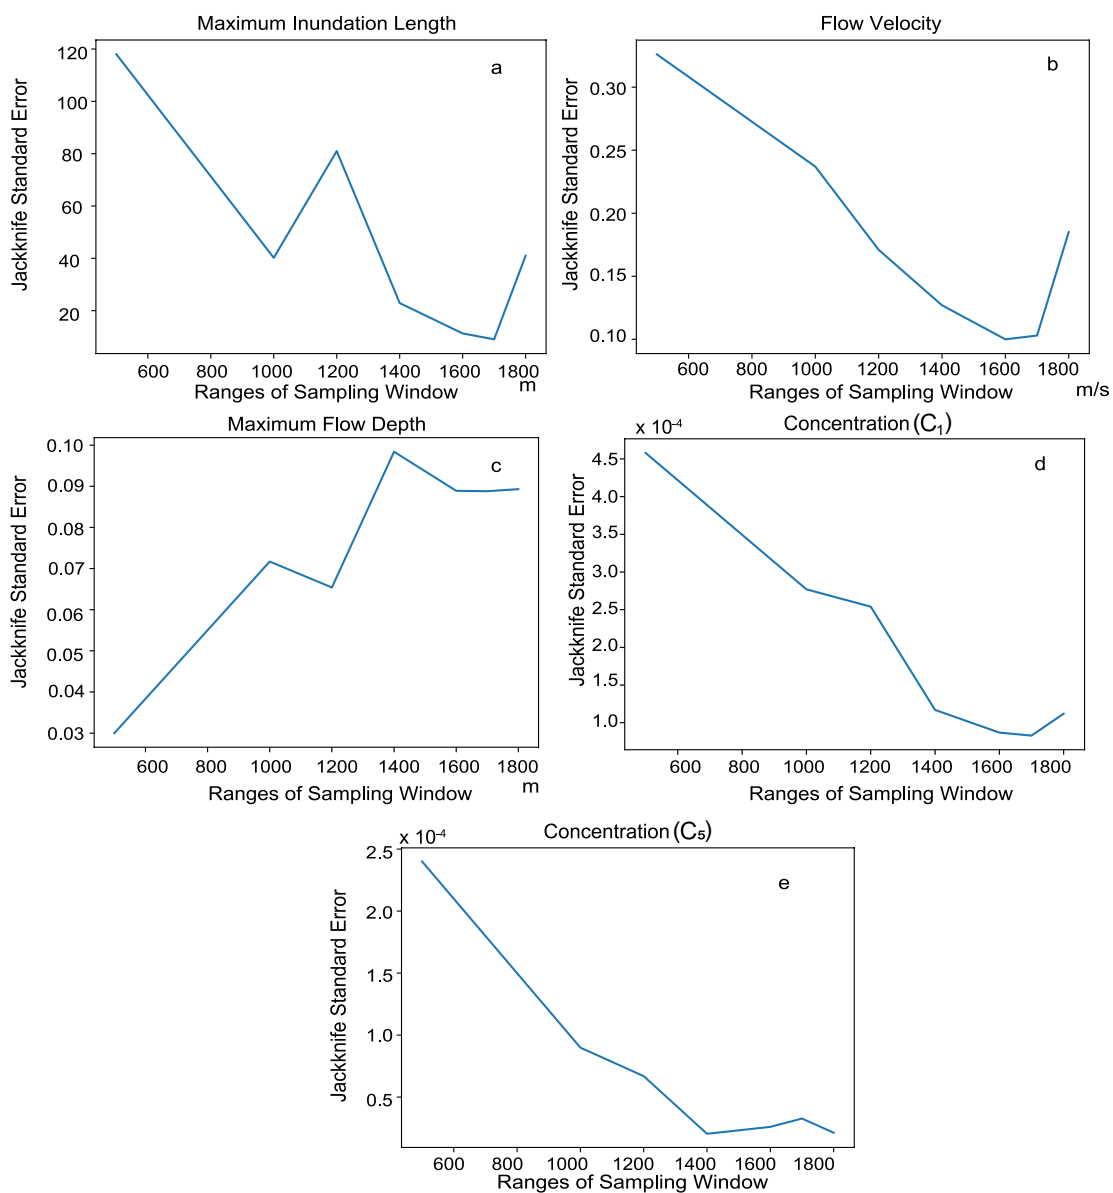 Maximum Inundation Length
a
Jackknife Standard Error
120
100
80
60
40
20
600 800 1000 1200 1400 1600 1800
Ranges of Sampling Window
m
Flow Velocity
b
Jackknife Standard Error
0.30
0.25
0.20
0.15
0.10
600 800 1000 1200 1400 1600 1800
Ranges of Sampling Window
m/s
Maximum Flow Depth
c
Jackknife Standard Error
0.10
0.09
0.08
0.07
0.06
0.05
0.04
0.03
600 800 1000 1200 1400 1600 1800
Ranges of Sampling Window
m
x 10⁻⁴
Concentration (C₁)
d
Jackknife Standard Error
4.5
4.0
3.5
3.0
2.5
2.0
1.5
1.0
600 800 1000 1200 1400 1600 1800
Ranges of Sampling Window
x 10⁻⁴
Concentration (C₅)
e
Jackknife Standard Error
2.5
2.0
1.5
1.0
0.5
600 800 1000 1200 1400 1600 1800
Ranges of Sampling Window